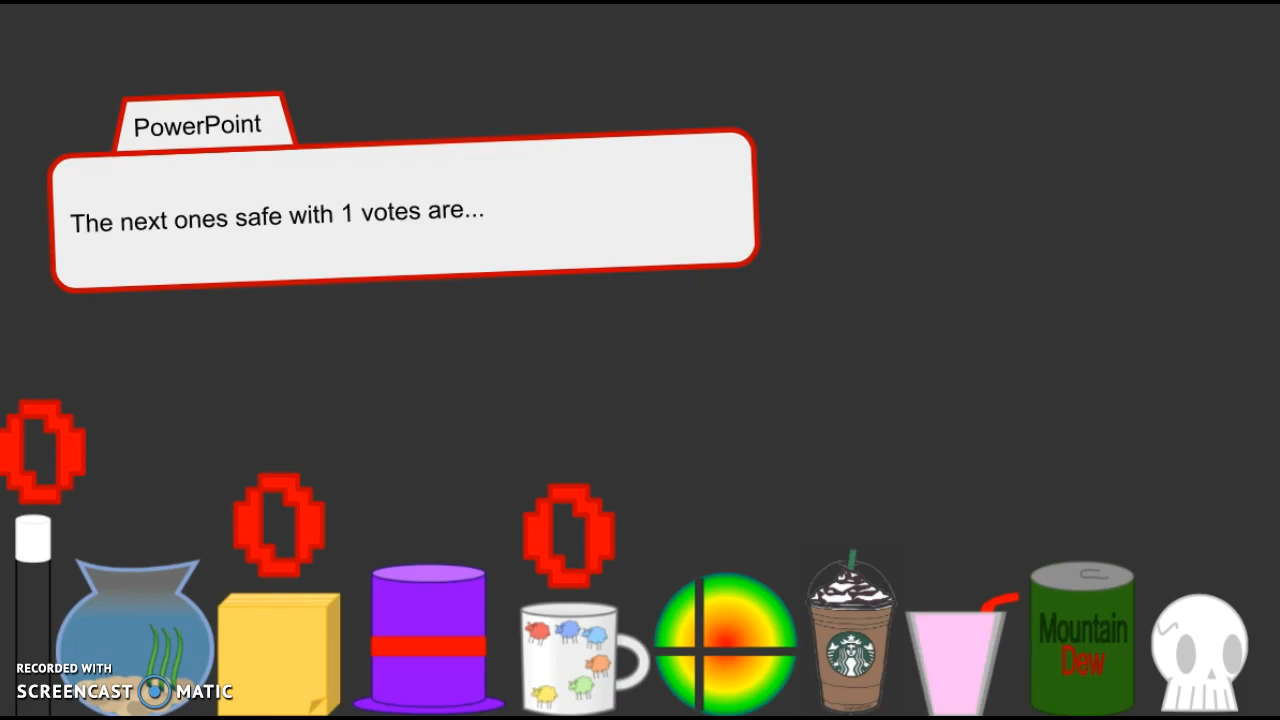 PowerPoint
The next ones safe with 1 votes are...
0
0
0
Mountain
Dew
RECORDED WITH
SCREENCAST MATIC